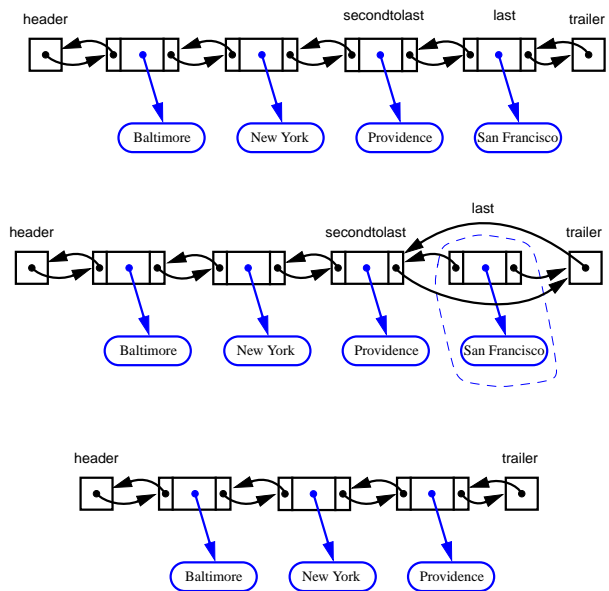 header secondtolast last trailer
Baltimore New York Providence San Francisco
last
header secondtolast trailer
Baltimore New York Providence San Francisco
header trailer
Baltimore New York Providence